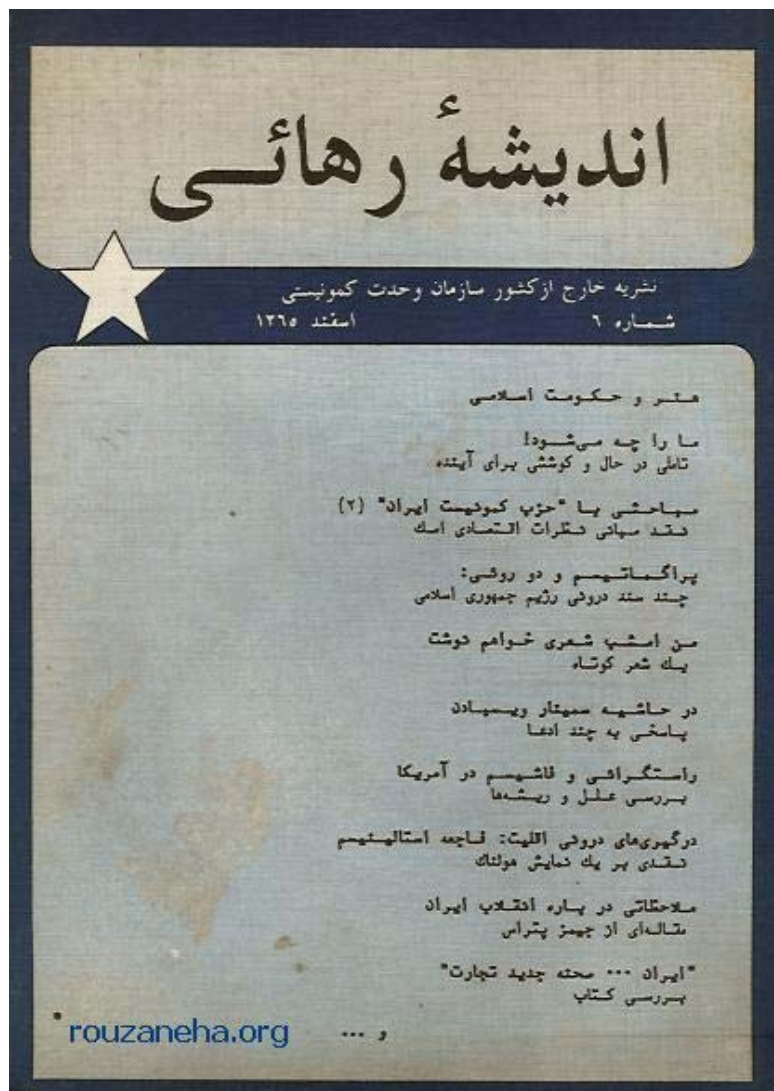 اندیشهٔ رهائی
نشریه خارج از کشور سازمان وحدت کمونیستی
شماره ۶ اسفند ۱۳۶۵
هنر و حکومت اسلامی
ما را چه می‌شود!
تاملی در حال و کوششی برای آینده
مباحثی با "حزب کمونیست ایران" (۲)
نقد مبانی نظرات اقتصادی امک
پراگماتیسم و دو روئی:
چند سند درونی رژیم جمهوری اسلامی
من امشب شعری خواهم نوشت
یک شعر کوتاه
در حاشیه سمینار ویسبادن
پاسخی به چند ادعا
راستگرائی و فاشیسم در آمریکا
بررسی علل و ریشه‌ها
درگیری‌های درونی اقلیت: فاجعه استالینیسم
نقدی بر یک نمایش هولناک
ملاحظاتی در باره انقلاب ایران
مقاله‌ای از جیمز پتراس
"ایران ... صحنه جدید تجارت"
بررسی کتاب
و ...
rouzaneha.org